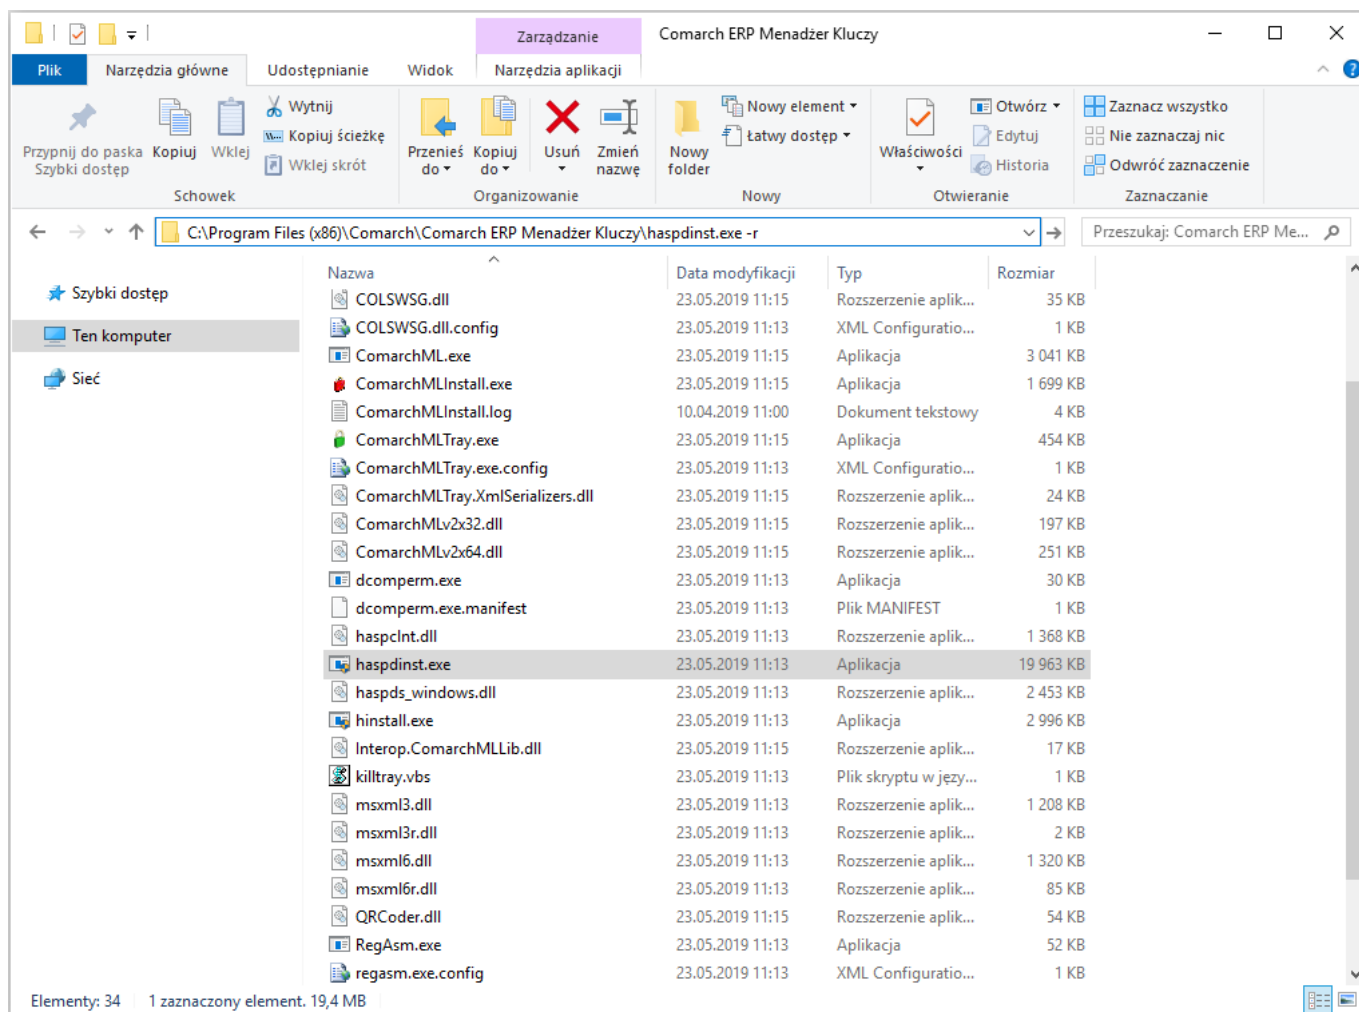 Zarządzanie
Comarch ERP Menadżer Kluczy
Plik
Narzędzia główne
Udostępnianie
Widok
Narzędzia aplikacji
Przypnij do paska
Szybki dostęp
Kopiuj
Wklej
Wytnij
Kopiuj ścieżkę
Wklej skrót
Schowek
Przenieś
do
Kopiuj
do
Usuń
Zmień
nazwę
Organizowanie
Nowy
folder
Nowy element
Łatwy dostęp
Nowy
Właściwości
Otwórz
Edytuj
Historia
Otwieranie
Zaznacz wszystko
Nie zaznaczaj nic
Odwróć zaznaczenie
Zaznaczanie
C:\Program Files (x86)\Comarch\Comarch ERP Menadżer Kluczy\haspdinst.exe -r
Przeszukaj: Comarch ERP Me...
Szybki dostęp
Ten komputer
Sieć
Nazwa Data modyfikacji Typ Rozmiar
COLSWSG.dll 23.05.2019 11:15 Rozszerzenie aplik... 35 KB
COLSWSG.dll.config 23.05.2019 11:13 XML Configuratio... 1 KB
ComarchML.exe 23.05.2019 11:15 Aplikacja 3 041 KB
ComarchMLInstall.exe 23.05.2019 11:15 Aplikacja 1 699 KB
ComarchMLInstall.log 10.04.2019 11:00 Dokument tekstowy 4 KB
ComarchMLTray.exe 23.05.2019 11:15 Aplikacja 454 KB
ComarchMLTray.exe.config 23.05.2019 11:13 XML Configuratio... 1 KB
ComarchMLTray.XmlSerializers.dll 23.05.2019 11:15 Rozszerzenie aplik... 24 KB
ComarchMLv2x32.dll 23.05.2019 11:15 Rozszerzenie aplik... 197 KB
ComarchMLv2x64.dll 23.05.2019 11:15 Rozszerzenie aplik... 251 KB
dcomperm.exe 23.05.2019 11:13 Aplikacja 30 KB
dcomperm.exe.manifest 23.05.2019 11:13 Plik MANIFEST 1 KB
haspclnt.dll 23.05.2019 11:13 Rozszerzenie aplik... 1 368 KB
haspdinst.exe 23.05.2019 11:13 Aplikacja 19 963 KB
haspds_windows.dll 23.05.2019 11:13 Rozszerzenie aplik... 2 453 KB
hinstall.exe 23.05.2019 11:13 Aplikacja 2 996 KB
Interop.ComarchMLLib.dll 23.05.2019 11:15 Rozszerzenie aplik... 17 KB
killtray.vbs 23.05.2019 11:13 Plik skryptu w języ... 1 KB
msxml3.dll 23.05.2019 11:13 Rozszerzenie aplik... 1 208 KB
msxml3r.dll 23.05.2019 11:13 Rozszerzenie aplik... 2 KB
msxml6.dll 23.05.2019 11:13 Rozszerzenie aplik... 1 320 KB
msxml6r.dll 23.05.2019 11:13 Rozszerzenie aplik... 85 KB
QRCoder.dll 23.05.2019 11:15 Rozszerzenie aplik... 54 KB
RegAsm.exe 23.05.2019 11:13 Aplikacja 52 KB
regasm.exe.config 23.05.2019 11:13 XML Configuratio... 1 KB
Elementy: 34 1 zaznaczony element. 19,4 MB